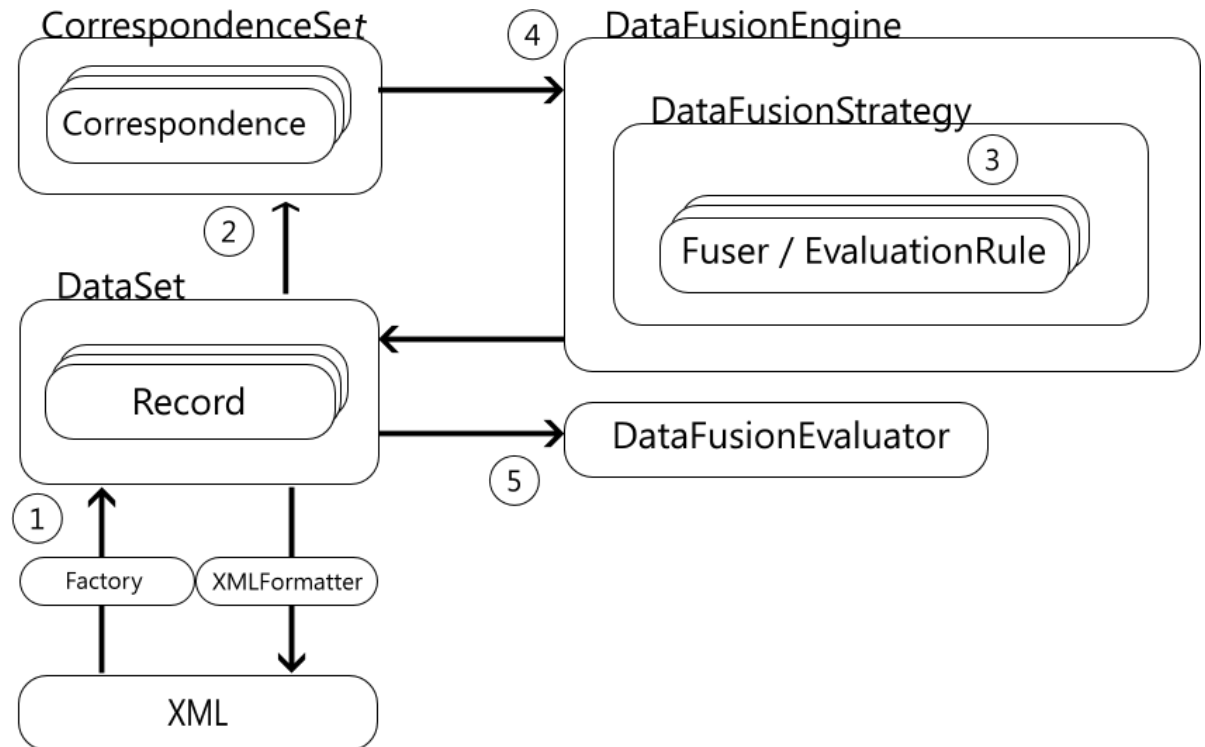 CorrespondenceSet
4
DataFusionEngine
Correspondence
DataFusionStrategy
3
2
Fuser / EvaluationRule
DataSet
Record
DataFusionEvaluator
5
1
Factory
XMLFormatter
XML